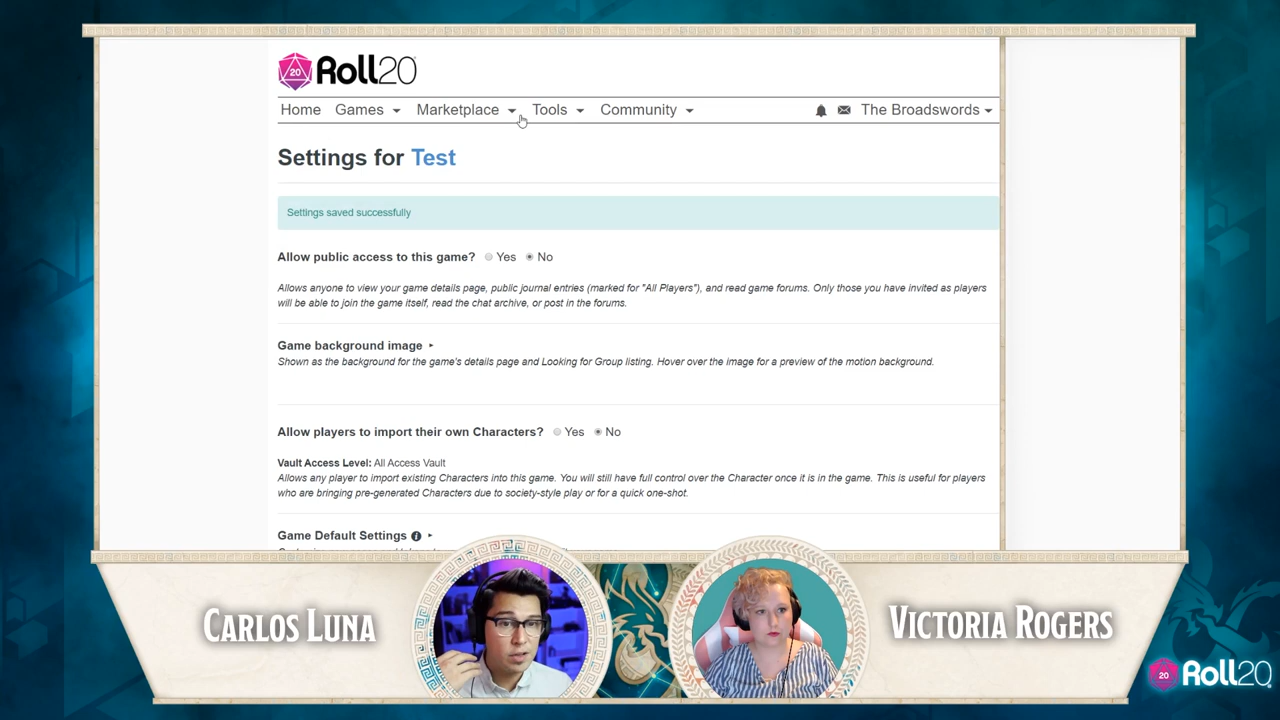 20 Roll20
Home Games Marketplace Tools Community The Broadswords
Settings for Test
Settings saved successfully
Allow public access to this game? Yes No
Allows anyone to view your game details page, public journal entries (marked for "All Players"), and read game forums. Only those you have invited as players
will be able to join the game itself, read the chat archive, or post in the forums.
Game background image
Shown as the background for the game's details page and Looking for Group listing. Hover over the image for a preview of the motion background.
Allow players to import their own Characters? Yes No
Vault Access Level: All Access Vault
Allows any player to import existing Characters into this game. You will still have full control over the Character once it is in the game. This is useful for players
who are bringing pre-generated Characters due to society-style play or for a quick one-shot.
Game Default Settings i
CARLOS LUNA
VICTORIA ROGERS
20 Roll20